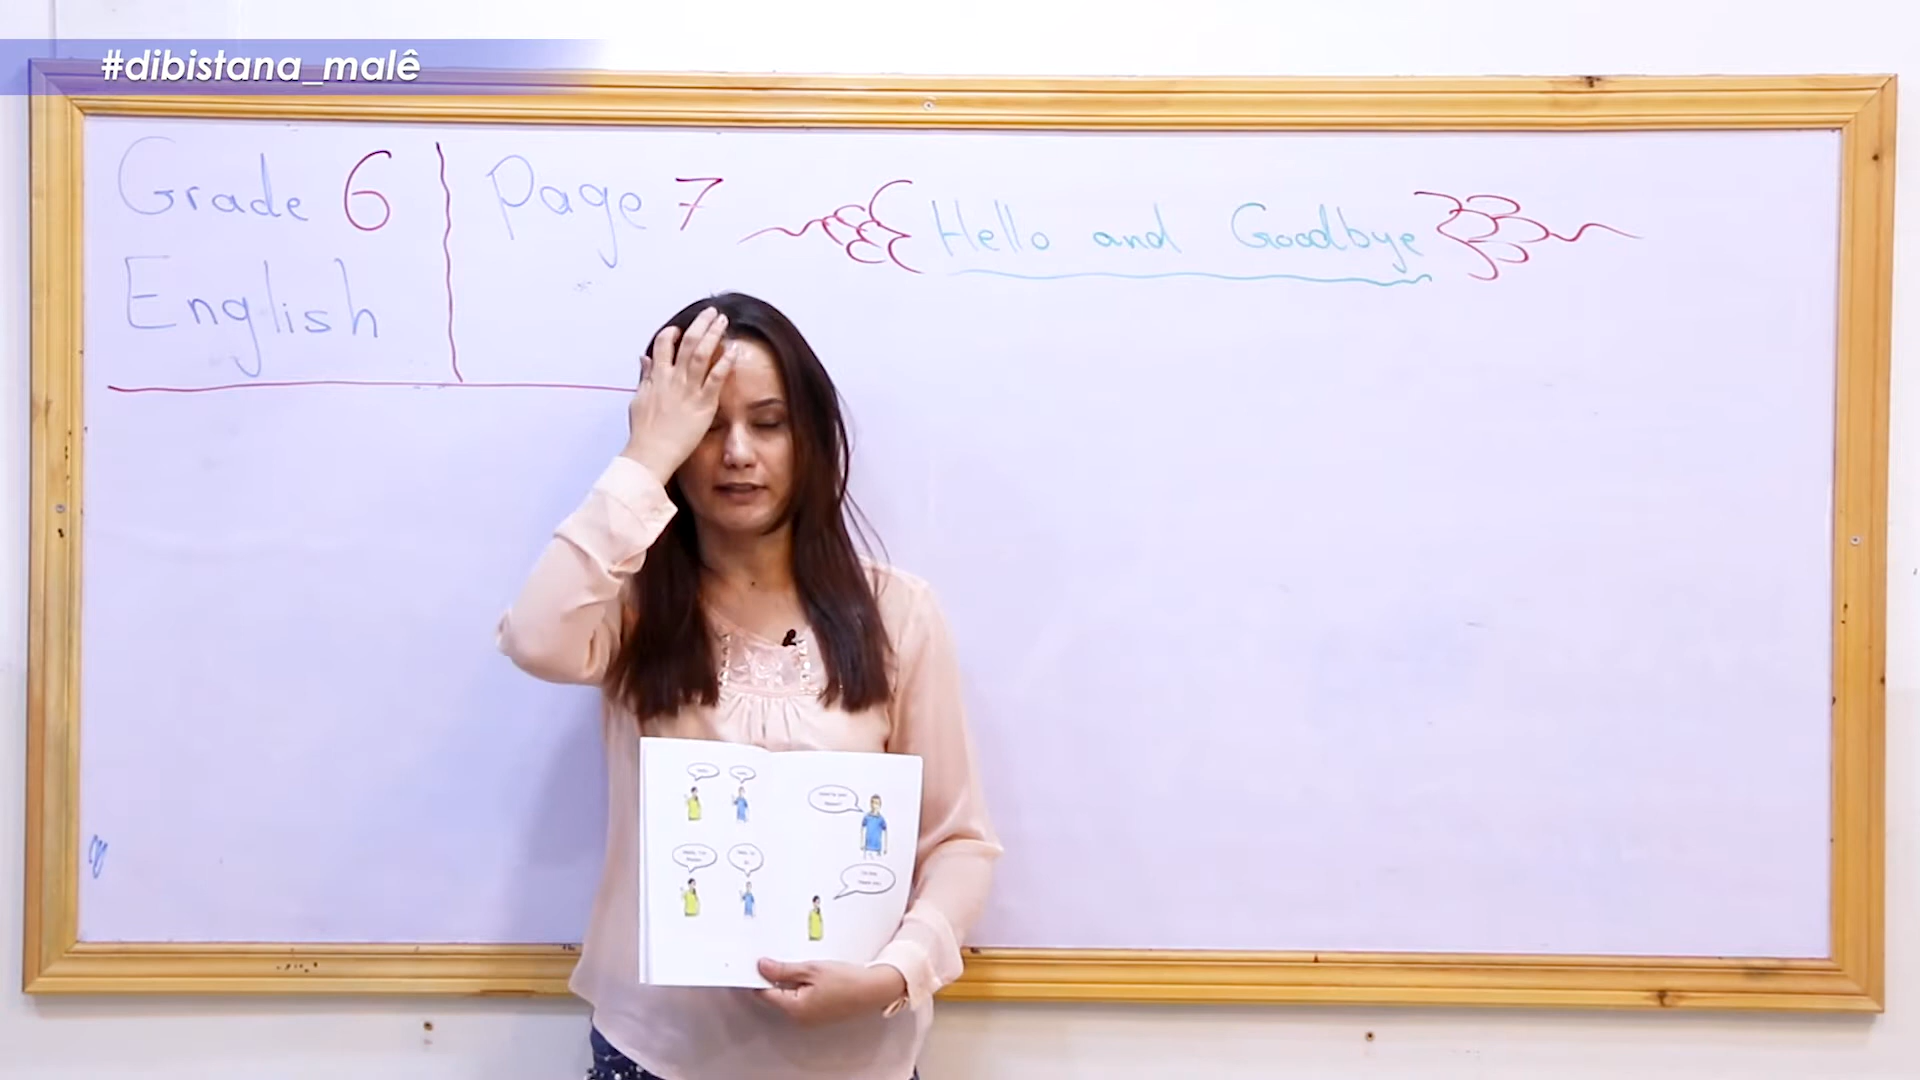 #dibistana_malê
Grade 6
English
Page 7
Hello and Goodbye